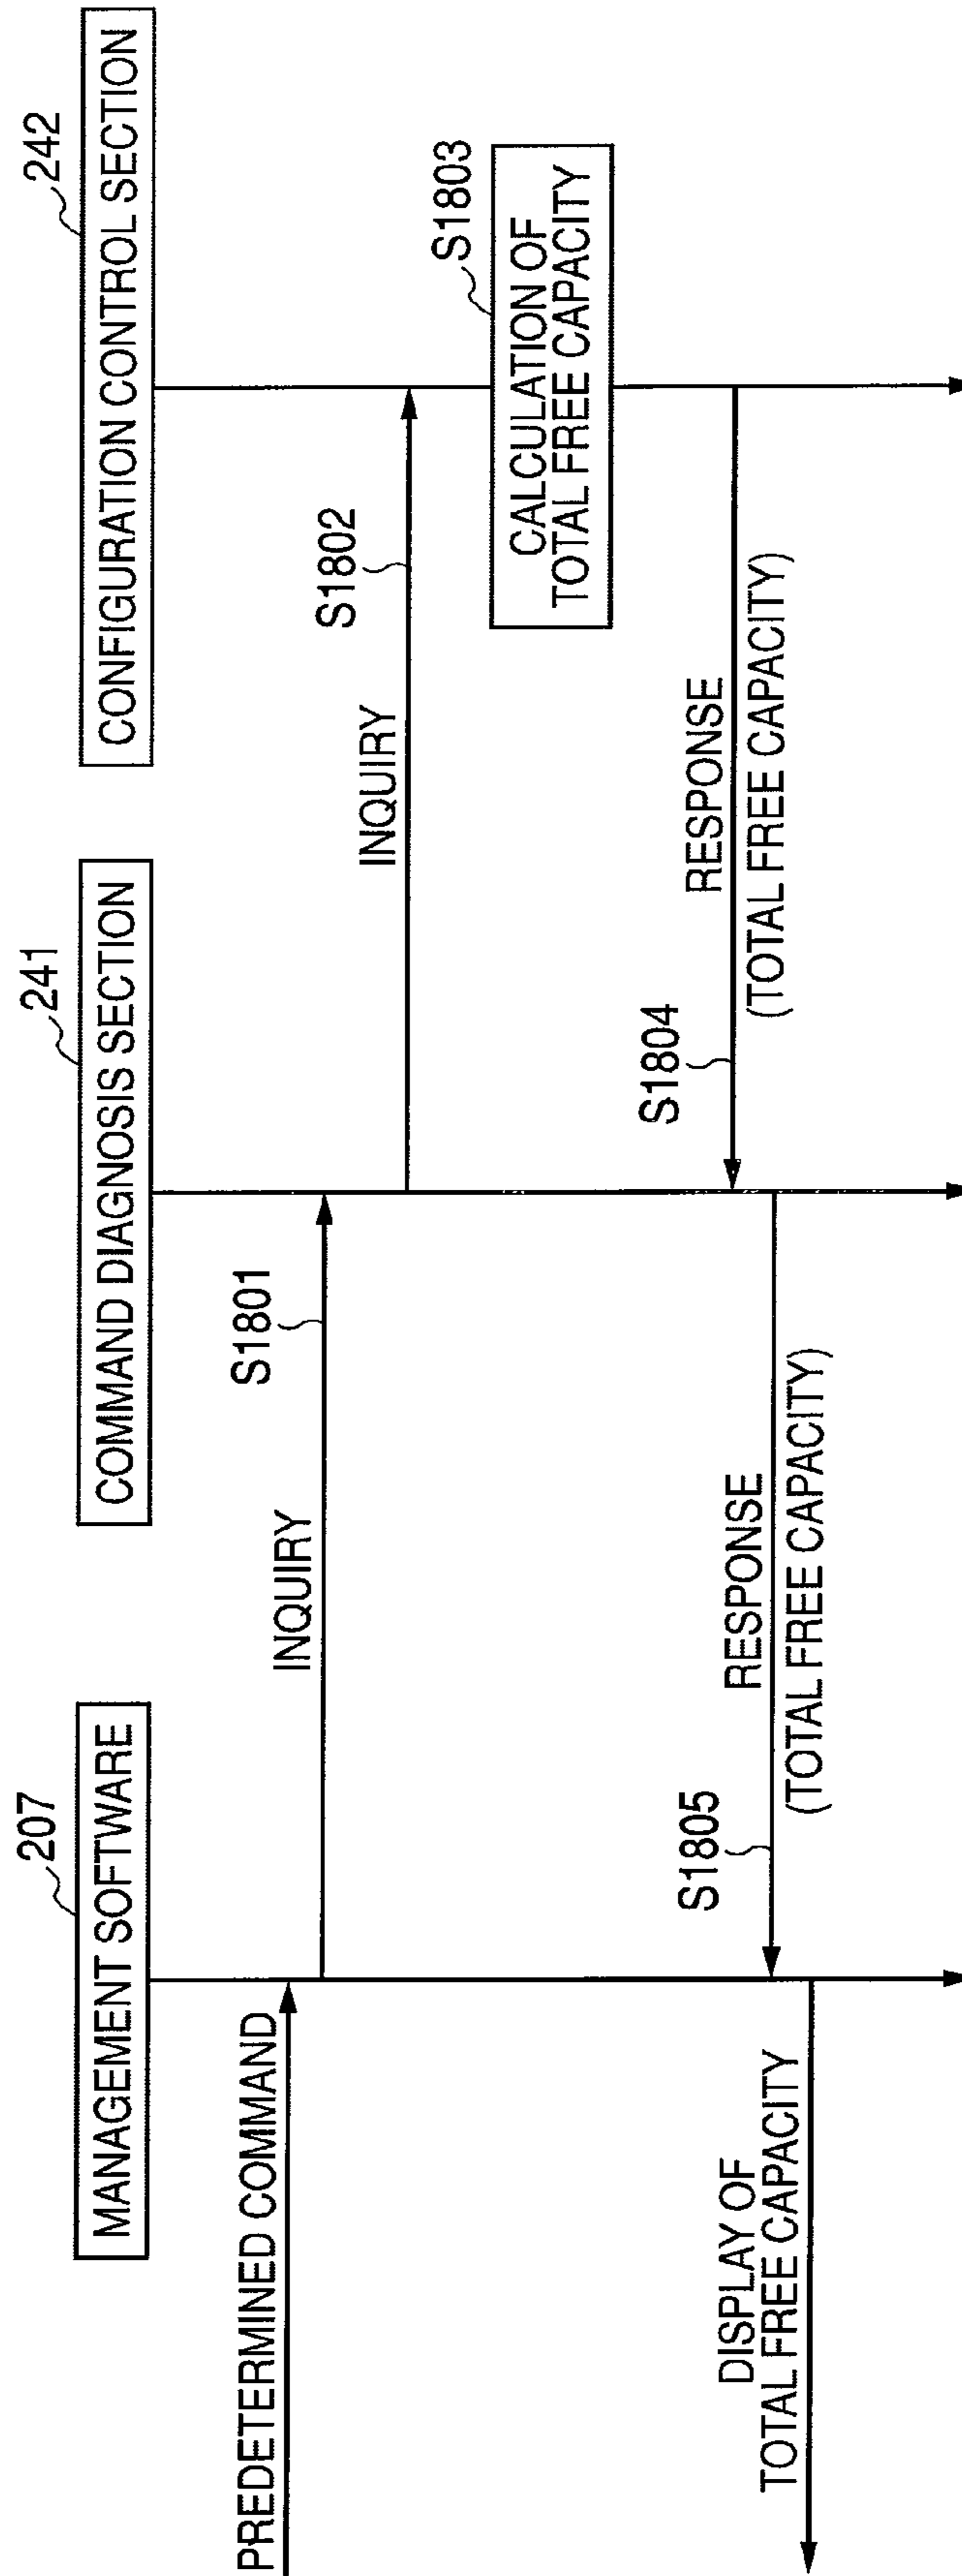 207
MANAGEMENT SOFTWARE
241
COMMAND DIAGNOSIS SECTION
242
CONFIGURATION CONTROL SECTION
PREDETERMINED COMMAND
INQUIRY
S1801
INQUIRY
S1802
S1803
CALCULATION OF
TOTAL FREE CAPACITY
S1804
RESPONSE
(TOTAL FREE CAPACITY)
S1805
RESPONSE
(TOTAL FREE CAPACITY)
DISPLAY OF
TOTAL FREE CAPACITY